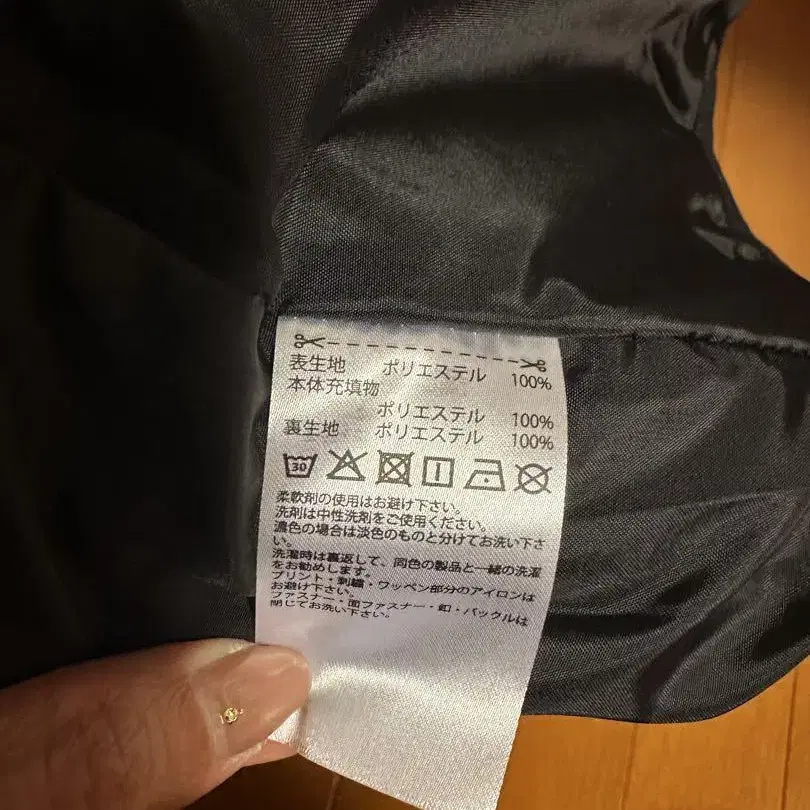 表生地 ポリエステル 100%
本体充填物
ポリエステル 100%
裏生地 ポリエステル 100%
30
柔軟剤の使用はお避け下さい。
洗剤は中性洗剤をご使用ください。
濃色の場合は淡色のものと分けてお洗い下さ
い。
洗濯時は裏返して、同色の製品と一緒の洗濯
をお勧めします。
プリント・刺繍・ワッペン部分のアイロンは
お避け下さい。
ファスナー・面ファスナー・釦・バックルは
閉じてお洗い下さい。